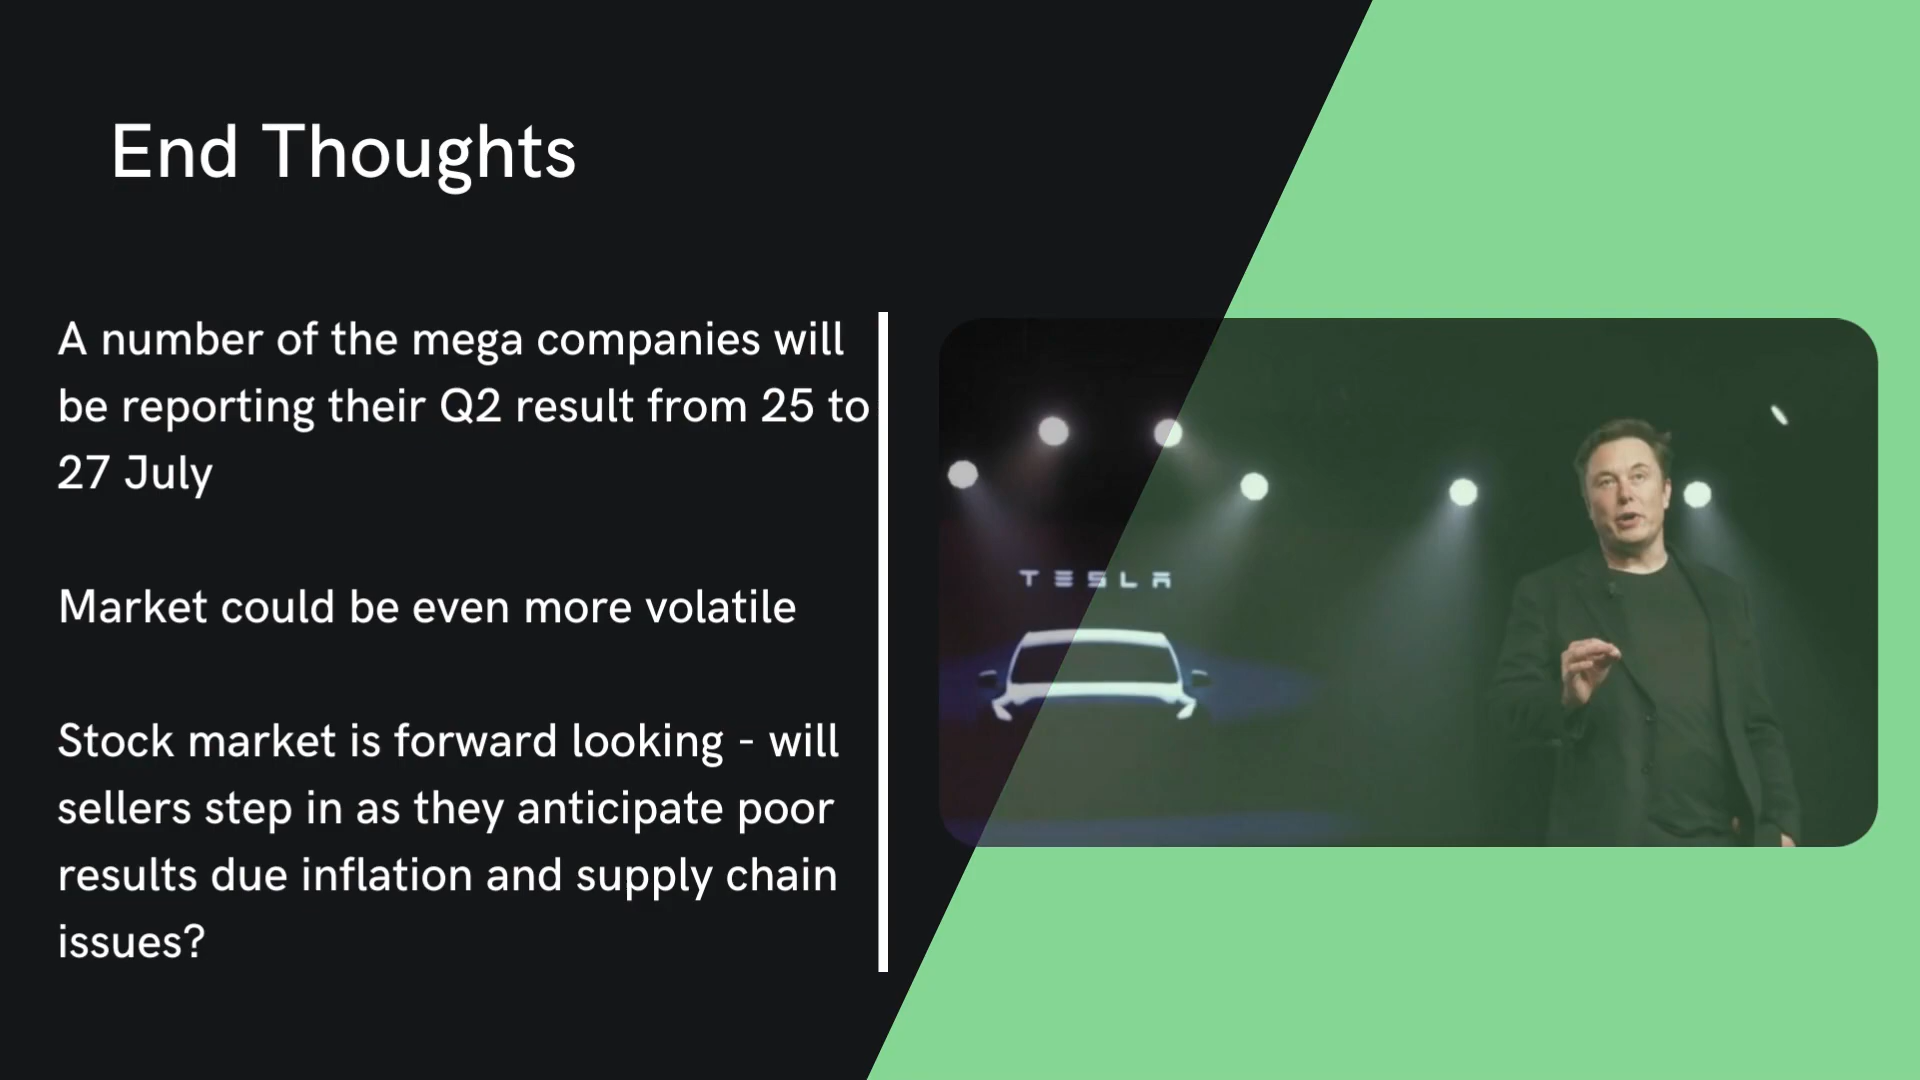 End Thoughts
A number of the mega companies will
be reporting their Q2 result from 25 to
27 July
Market could be even more volatile
Stock market is forward looking - will
sellers step in as they anticipate poor
results due inflation and supply chain
issues?
TESLA